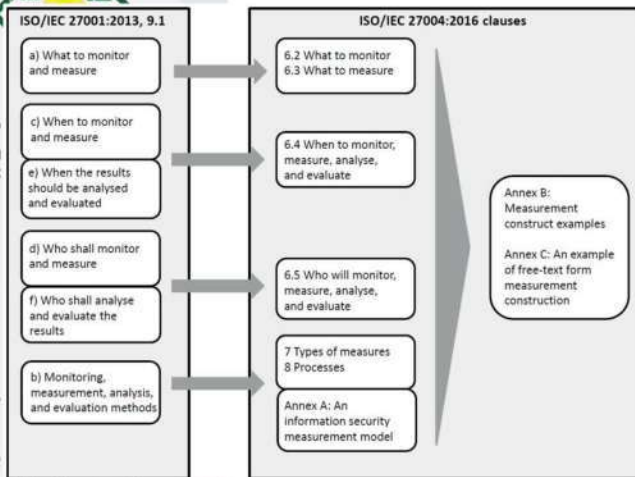 ISO/IEC 27001:2013, 9.1
a) What to monitor
and measure
c) When to monitor
and measure
e) When the results
should be analysed
and evaluated
d) Who shall monitor
and measure
f) Who shall analyse
and evaluate the
results
b) Monitoring,
measurement, analysis,
and evaluation methods
ISO/IEC 27004:2016 clauses
6.2 What to monitor
6.3 What to measure
6.4 When to monitor,
measure, analyse,
and evaluate
6.5 Who will monitor,
measure, analyse,
and evaluate
7 Types of measures
8 Processes
Annex A: An
information security
measurement model
Annex B:
Measurement
construct examples
Annex C: An example
of free-text form
measurement
construction